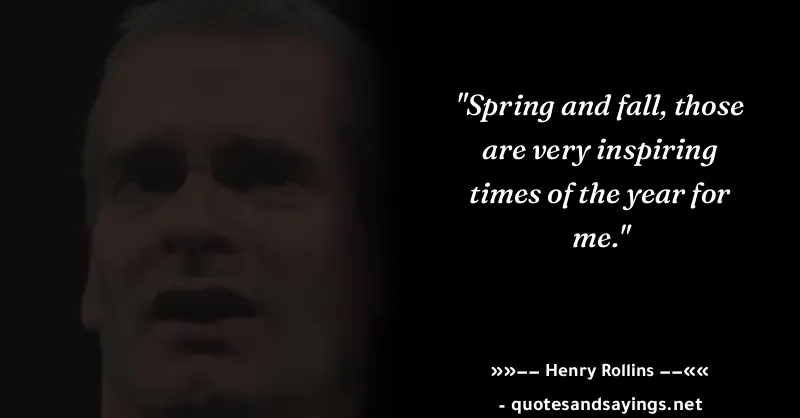 "Spring and fall, those
are very inspiring
times of the year for
me."
»»−− Henry Rollins −−««
- quotesandsayings.net